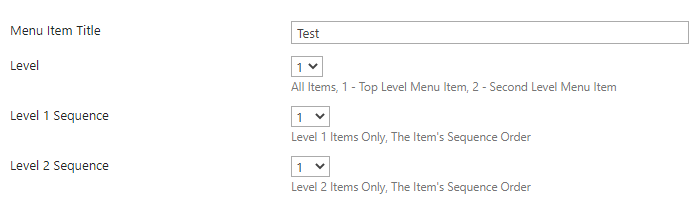 Menu Item Title Test
Level 1
All Items, 1 - Top Level Menu Item, 2 - Second Level Menu Item
Level 1 Sequence 1
Level 1 Items Only, The Item's Sequence Order
Level 2 Sequence 1
Level 2 Items Only, The Item's Sequence Order